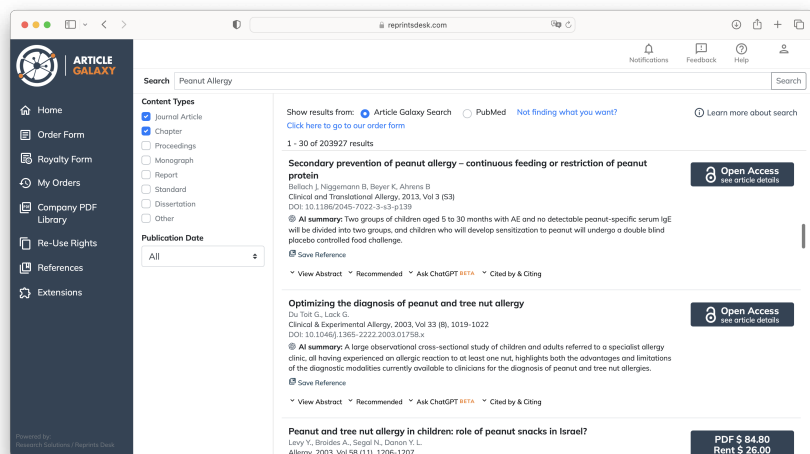 reprintsdesk.com
ARTICLE
GALAXY
Notifications
Feedback
Help
Search
Peanut Allergy
Search
Home
Order Form
Royalty Form
My Orders
Company PDF
Library
Re-Use Rights
References
Extensions
Powered by:
Research Solutions / Reprints Desk
Content Types
Journal Article
Chapter
Proceedings
Monograph
Report
Standard
Dissertation
Other
Publication Date
All
Show results from: Article Galaxy Search PubMed Not finding what you want?
Click here to go to our order form
Learn more about search
1 - 30 of 203927 results
Secondary prevention of peanut allergy – continuous feeding or restriction of peanut
protein
Bellach J, Niggemann B, Beyer K, Ahrens B
Clinical and Translational Allergy, 2013, Vol 3 (S3)
DOI: 10.1186/2045-7022-3-s3-p139
AI summary: Two groups of children aged 5 to 30 months with AE and no detectable peanut-specific serum IgE
will be divided into two groups, and children who will develop sensitization to peanut will undergo a double blind
placebo controlled food challenge.
Save Reference
View Abstract Recommended Ask ChatGPT BETA Cited by & Citing
Open Access
see article details
Optimizing the diagnosis of peanut and tree nut allergy
Du Toit G., Lack G.
Clinical & Experimental Allergy, 2003, Vol 33 (8), 1019-1022
DOI: 10.1046/j.1365-2222.2003.01758.x
AI summary: A large observational cross-sectional study of children and adults referred to a specialist allergy
clinic, all having experienced an allergic reaction to at least one nut, highlights both the advantages and limitations
of the diagnostic modalities currently available to clinicians for the diagnosis of peanut and tree nut allergies.
Save Reference
View Abstract Recommended Ask ChatGPT BETA Cited by & Citing
Open Access
see article details
Peanut and tree nut allergy in children: role of peanut snacks in Israel?
Levy Y., Broides A., Segal N., Danon Y. L.
Allergy, 2003, Vol 58 (11), 1206-1207
PDF $ 84.80
Rent $ 26.00